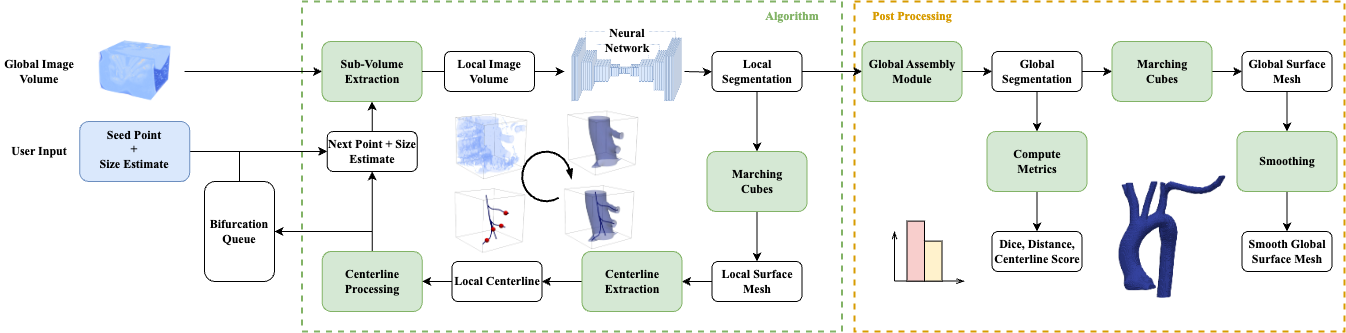 Algorithm
Post Processing
Global Image
Volume
Sub-Volume
Extraction
Local Image
Volume
Neural
Network
Local
Segmentation
Global Assembly
Module
Global
Segmentation
Marching
Cubes
Global Surface
Mesh
User Input
Seed Point
+
Size Estimate
Next Point + Size
Estimate
Bifurcation
Queue
Marching
Cubes
Compute
Metrics
Smoothing
Centerline
Processing
Local Centerline
Centerline
Extraction
Local Surface
Mesh
Dice, Distance,
Centerline Score
Smooth Global
Surface Mesh